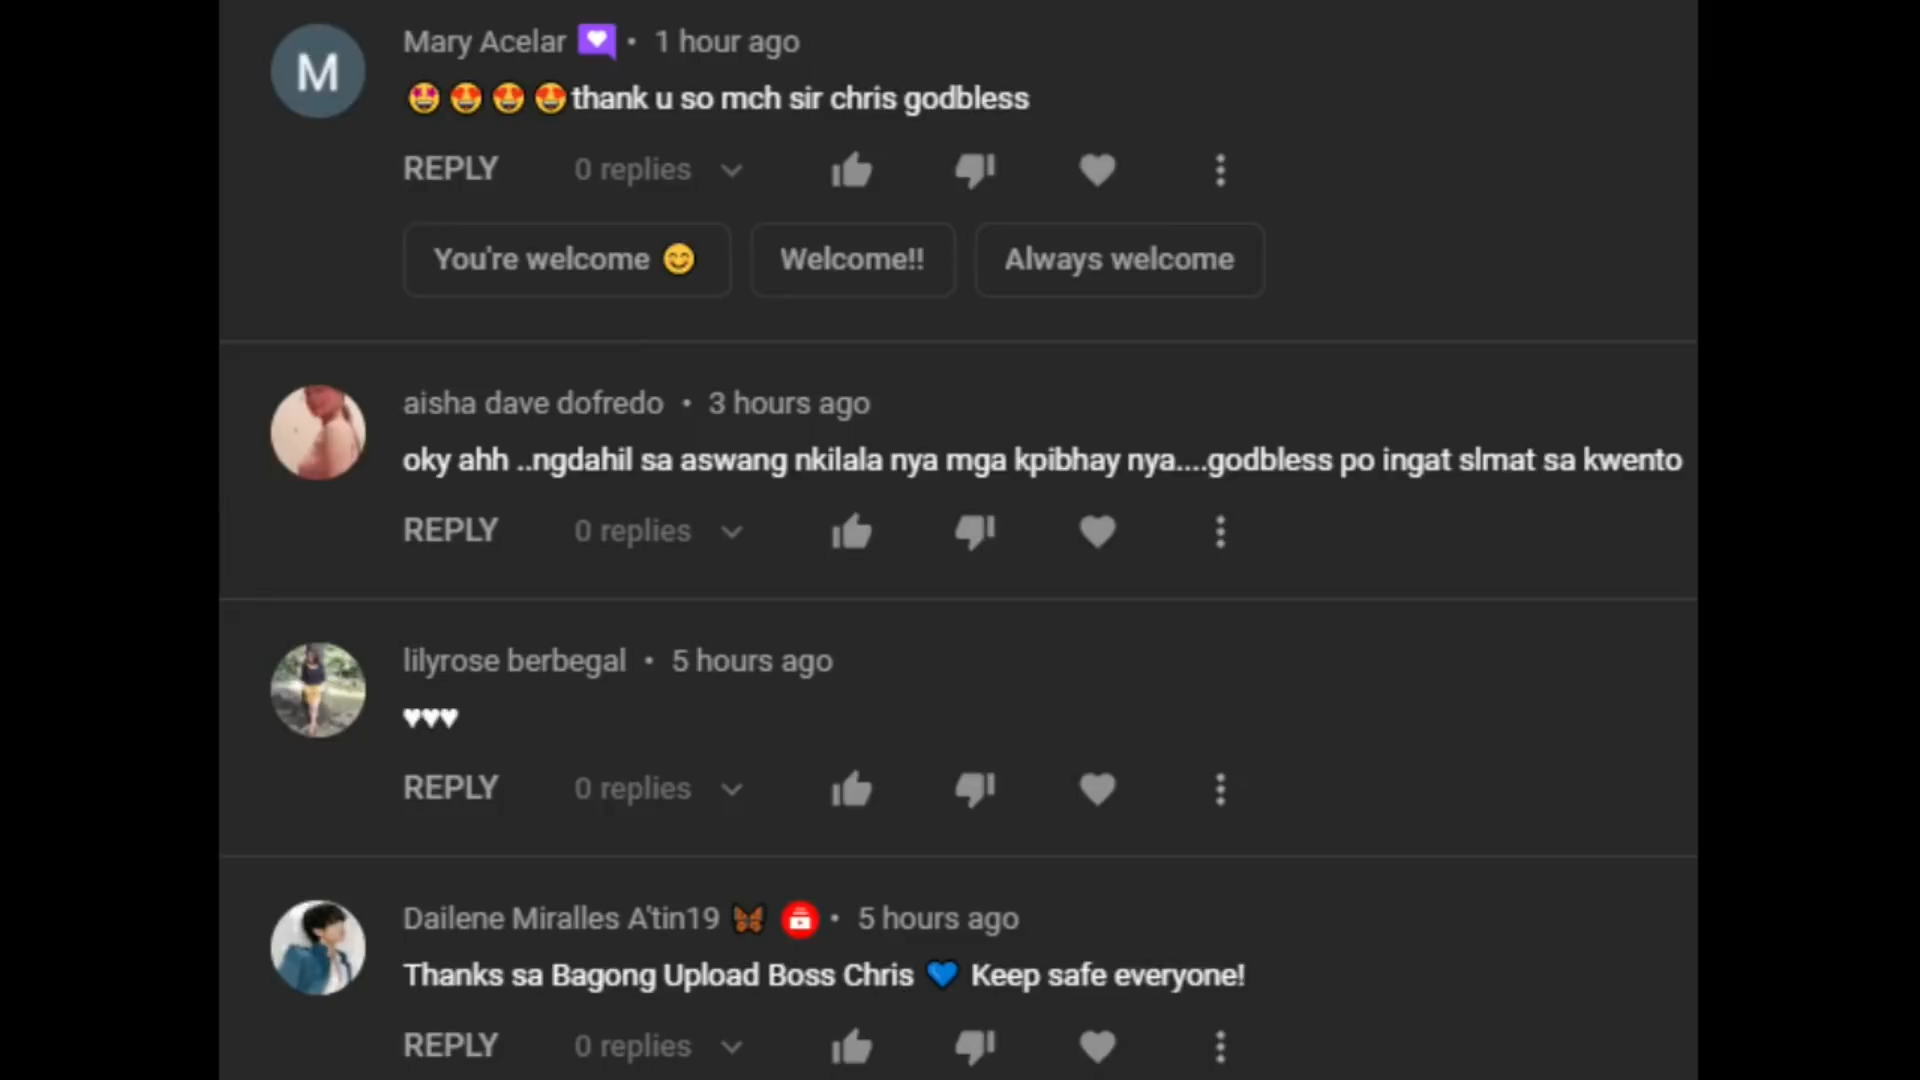 M
Mary Acelar • 1 hour ago
🤩😍😍😍thank u so mch sir chris godbless
REPLY 0 replies
You're welcome 😊 Welcome!! Always welcome
aisha dave dofredo • 3 hours ago
oky ahh ..ngdahil sa aswang nkilala nya mga kpibhay nya....godbless po ingat slmat sa kwento
REPLY 0 replies
lilyrose berbegal • 5 hours ago
♥♥♥
REPLY 0 replies
Dailene Miralles A'tin19 🦋 • 5 hours ago
Thanks sa Bagong Upload Boss Chris 💙 Keep safe everyone!
REPLY 0 replies